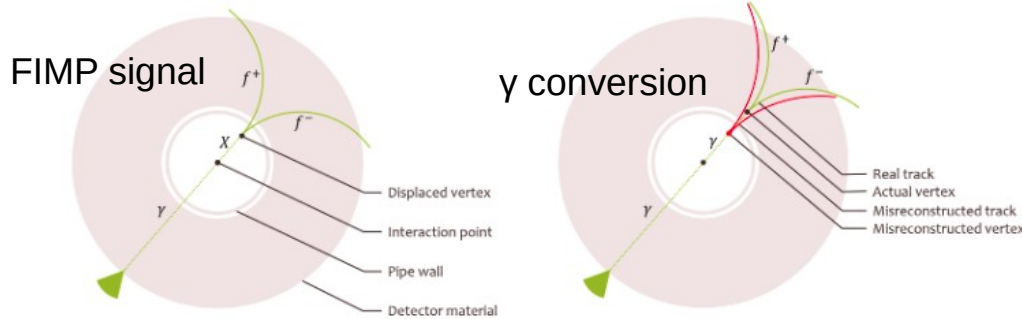 FIMP signal
f+
f−
X
γ
Displaced vertex
Interaction point
Pipe wall
Detector material
γ conversion
f+
f−
γ
γ
Real track
Actual vertex
Misreconstructed track
Misreconstructed vertex